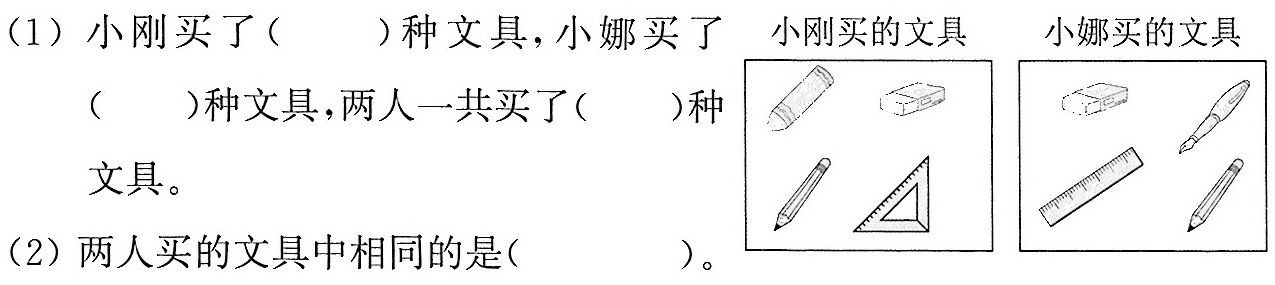 (1) 小刚买了(　　)种文具,小娜买了
(　　)种文具,两人一共买了(　　)种
文具。
(2) 两人买的文具中相同的是(　　　　)。
小刚买的文具
小娜买的文具